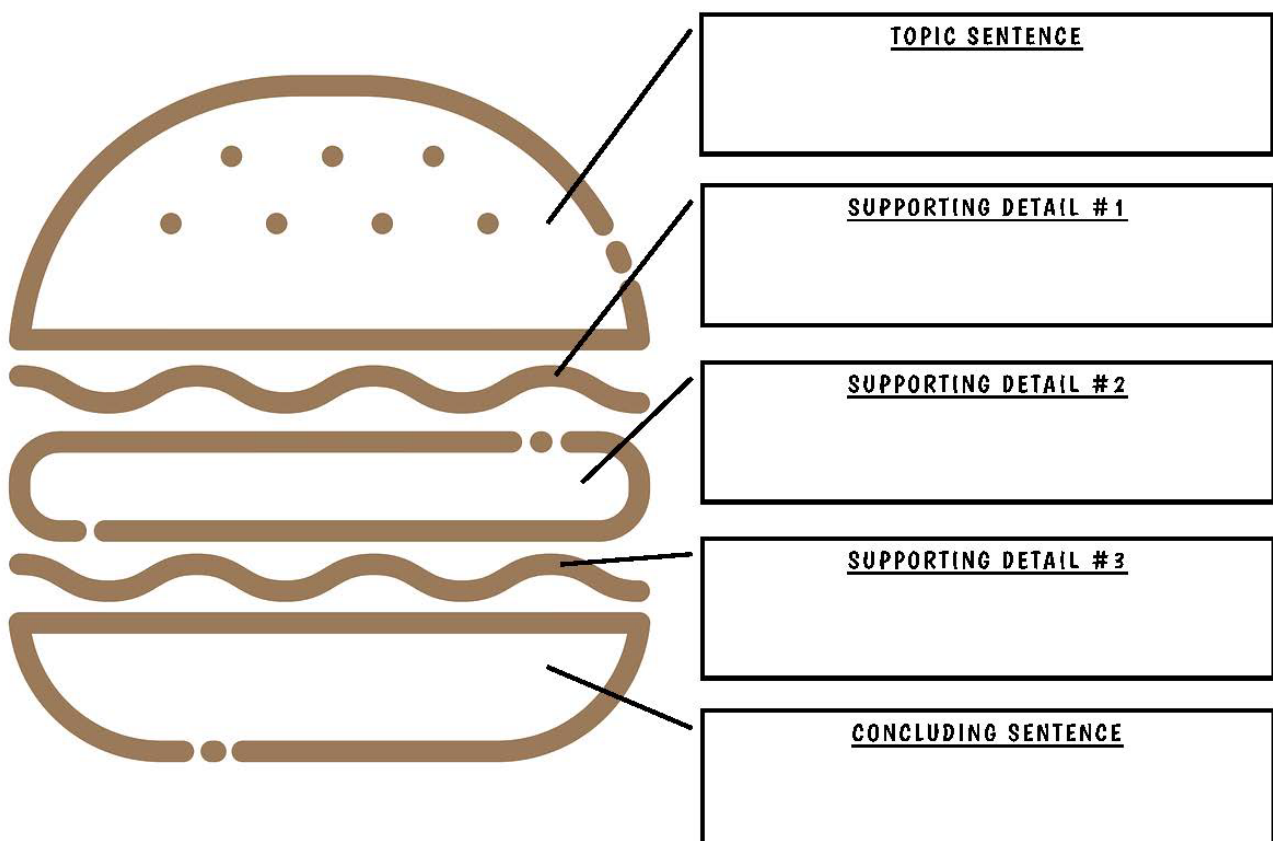 TOPIC SENTENCE
SUPPORTING DETAIL #1
SUPPORTING DETAIL #2
SUPPORTING DETAIL #3
CONCLUDING SENTENCE